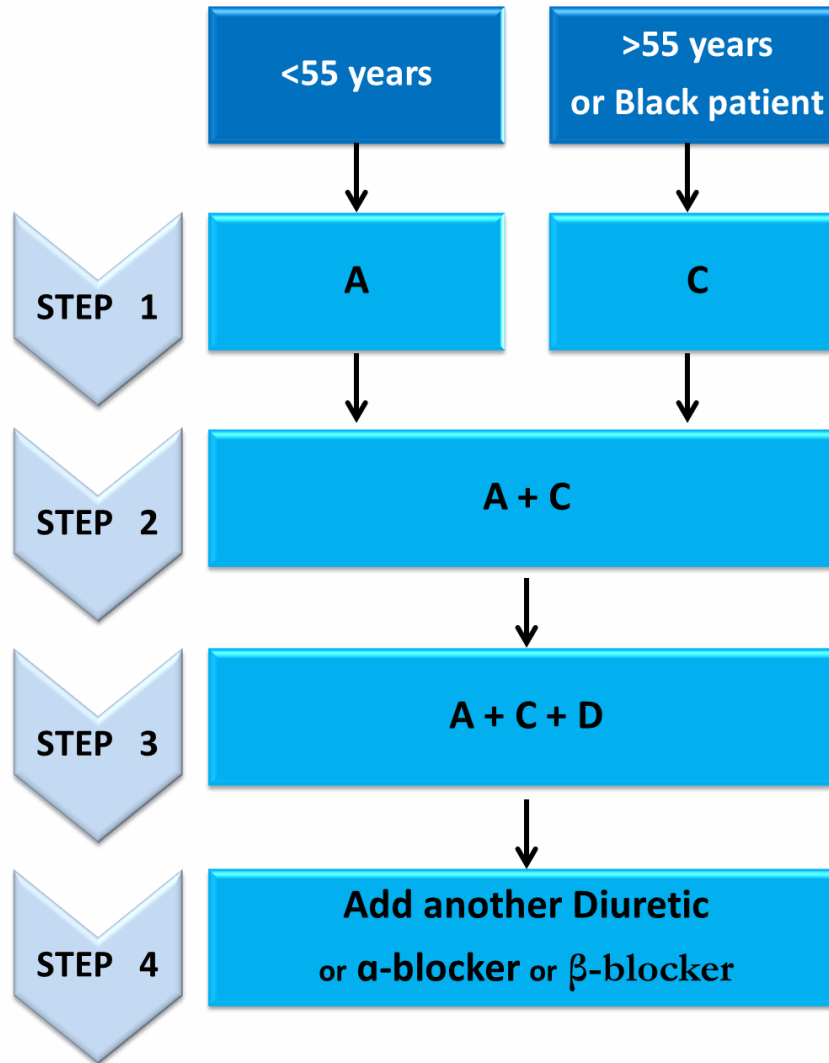 <55 years
>55 years
or Black patient
STEP 1
A
C
STEP 2
A + C
STEP 3
A + C + D
STEP 4
Add another Diuretic
or α-blocker or β-blocker